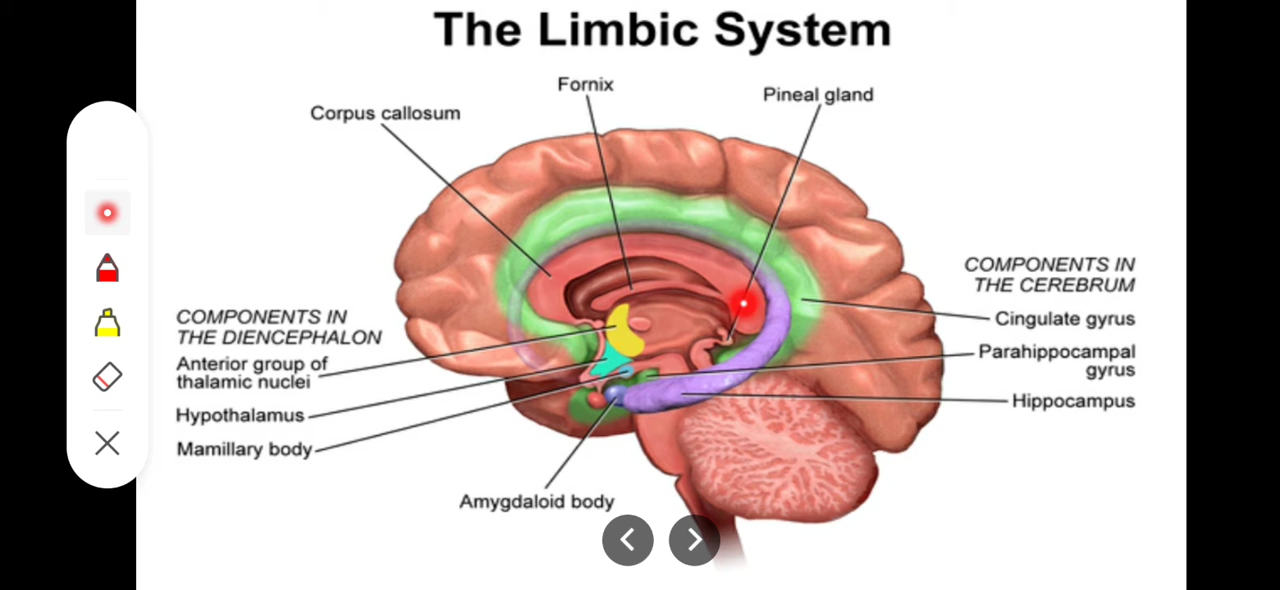 The Limbic System
Fornix
Pineal gland
Corpus callosum
COMPONENTS IN
THE CEREBRUM
Cingulate gyrus
Parahippocampal
gyrus
Hippocampus
COMPONENTS IN
THE DIENCEPHALON
Anterior group of
thalamic nuclei
Hypothalamus
Mamillary body
Amygdaloid body